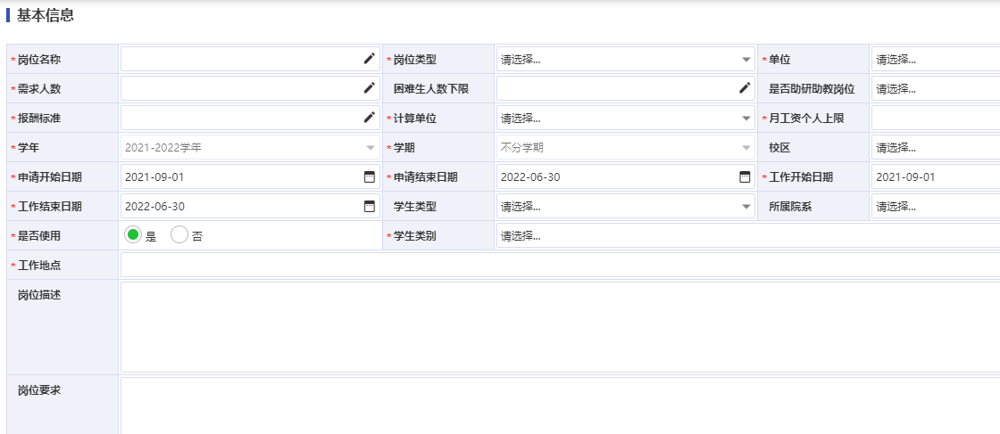 基本信息
*岗位名称 *岗位类型 请选择... *单位 请选择...
*需求人数 困难生人数下限 是否助研助教岗位 请选择...
*报酬标准 *计算单位 请选择... *月工资个人上限
*学年 2021-2022学年 *学期 不分学期 校区 请选择...
*申请开始日期 2021-09-01 *申请结束日期 2022-06-30 *工作开始日期 2021-09-01
*工作结束日期 2022-06-30 学生类型 请选择... 所属院系 请选择...
*是否使用 是 否 *学生类别 请选择...
*工作地点
岗位描述
岗位要求